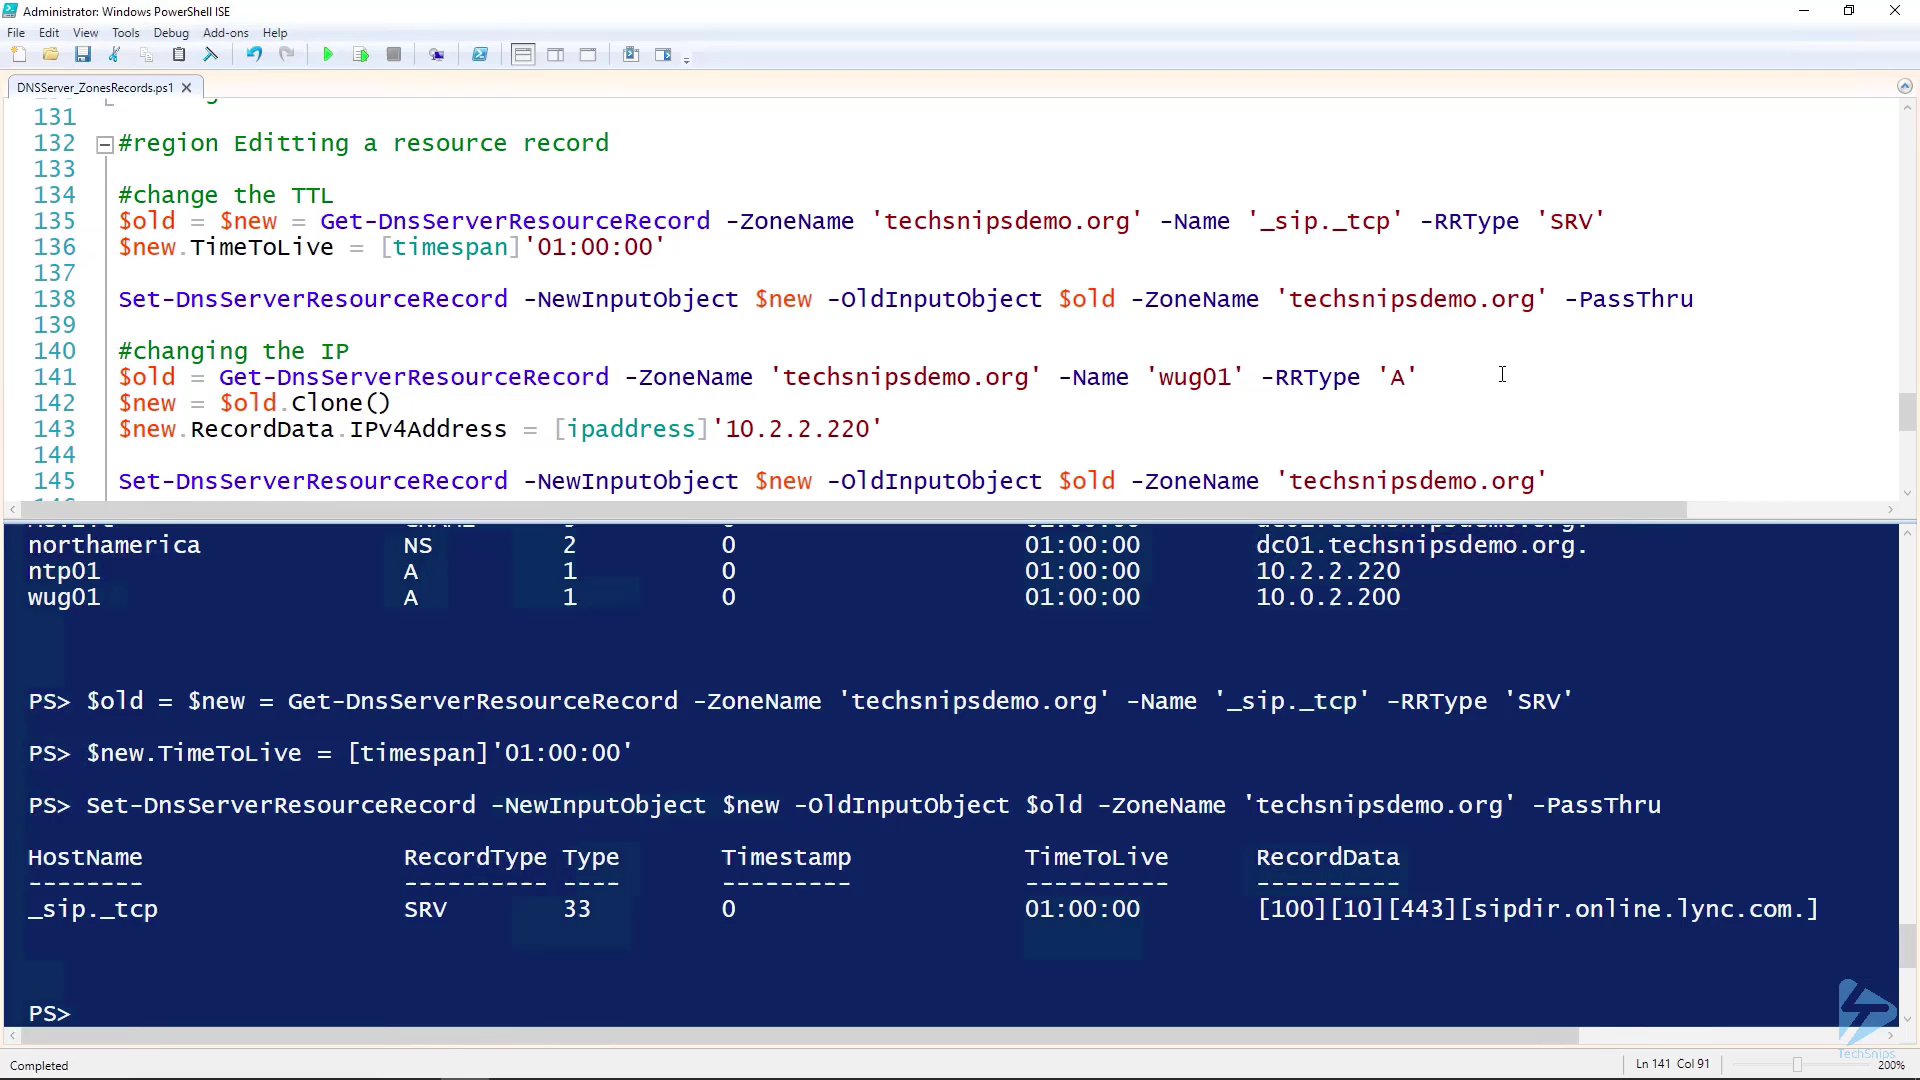 Administrator: Windows PowerShell ISE
File Edit View Tools Debug Add-ons Help
DNSServer_ZonesRecords.ps1
131
132 #region Editting a resource record
133
134 #change the TTL
135 $old = $new = Get-DnsServerResourceRecord -ZoneName 'techsnipsdemo.org' -Name '_sip._tcp' -RRType 'SRV'
136 $new.TimeToLive = [timespan]'01:00:00'
137
138 Set-DnsServerResourceRecord -NewInputObject $new -OldInputObject $old -ZoneName 'techsnipsdemo.org' -PassThru
139
140 #changing the IP
141 $old = Get-DnsServerResourceRecord -ZoneName 'techsnipsdemo.org' -Name 'wug01' -RRType 'A'
142 $new = $old.Clone()
143 $new.RecordData.IPv4Address = [ipaddress]'10.2.2.220'
144
145 Set-DnsServerResourceRecord -NewInputObject $new -OldInputObject $old -ZoneName 'techsnipsdemo.org'
northamerica NS 2 0 01:00:00 dc01.techsnipsdemo.org.
ntp01 A 1 0 01:00:00 10.2.2.220
wug01 A 1 0 01:00:00 10.0.2.200
PS> $old = $new = Get-DnsServerResourceRecord -ZoneName 'techsnipsdemo.org' -Name '_sip._tcp' -RRType 'SRV'
PS> $new.TimeToLive = [timespan]'01:00:00'
PS> Set-DnsServerResourceRecord -NewInputObject $new -OldInputObject $old -ZoneName 'techsnipsdemo.org' -PassThru
HostName RecordType Type Timestamp TimeToLive RecordData
-------- ---------- ---- --------- ---------- ----------
_sip._tcp SRV 33 0 01:00:00 [100][10][443][sipdir.online.lync.com.]
PS>
TechSnips
Completed Ln 141 Col 91 200%